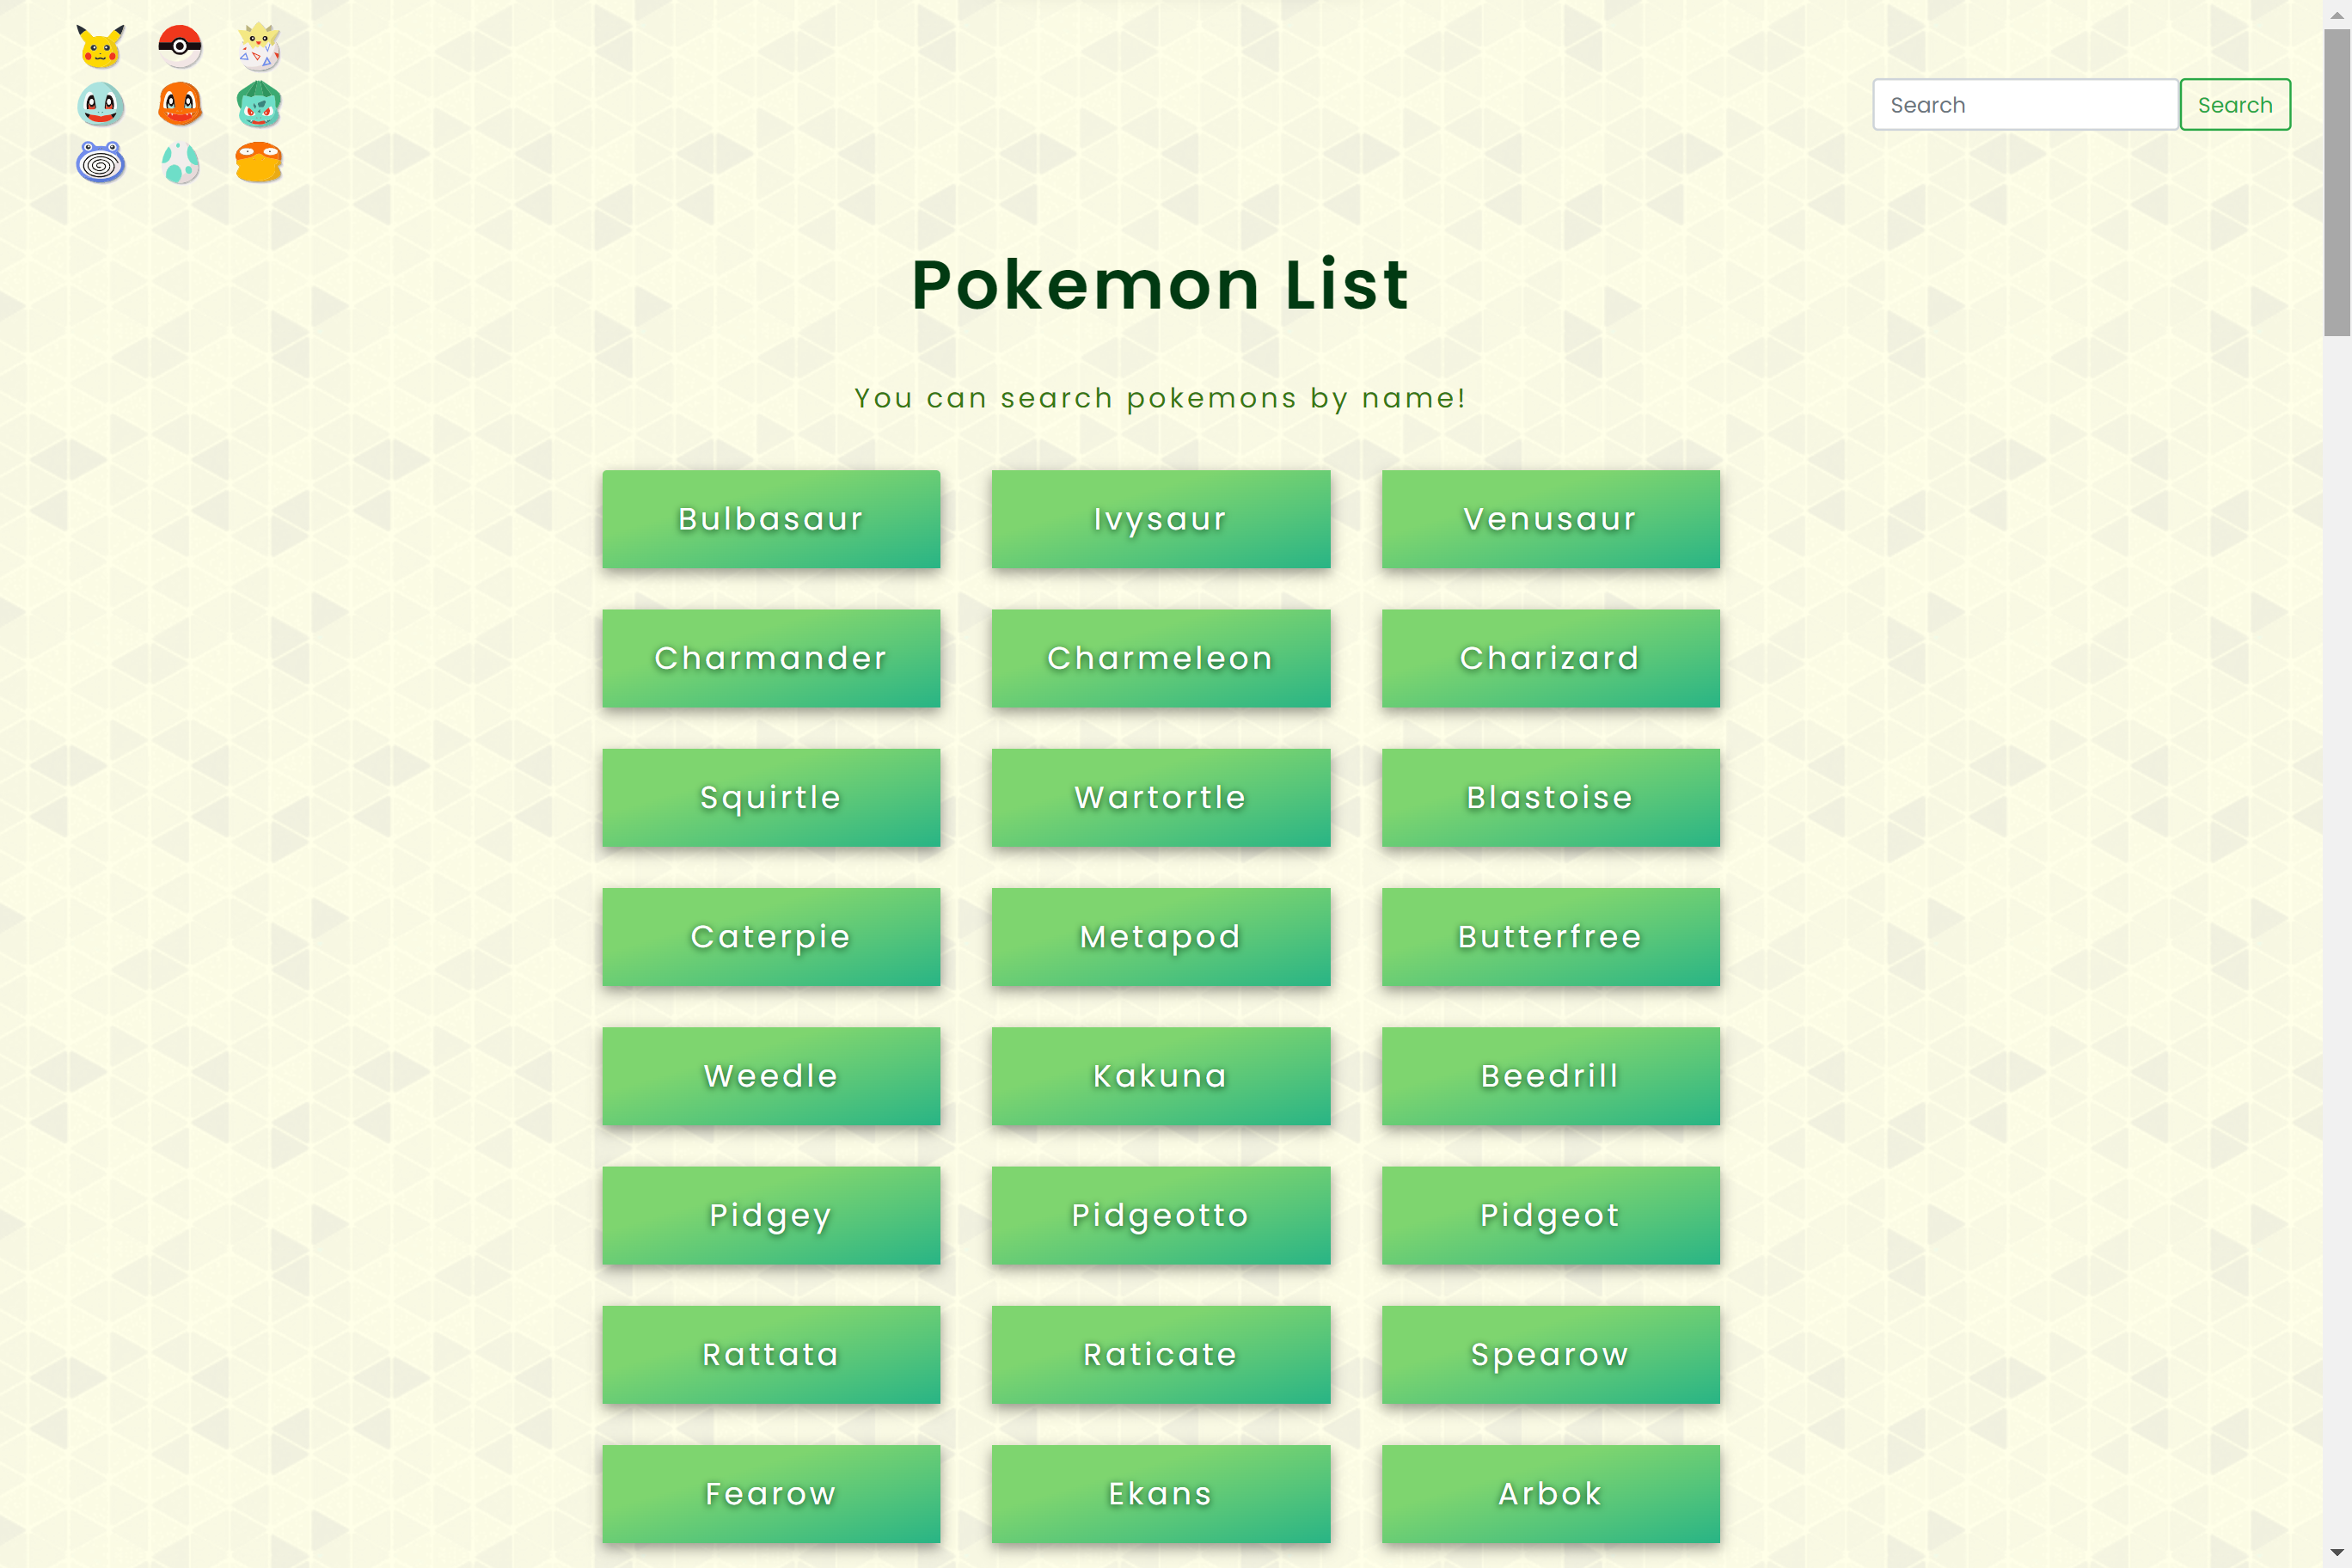 Search Search
Pokemon List
You can search pokemons by name!
Bulbasaur Ivysaur Venusaur
Charmander Charmeleon Charizard
Squirtle Wartortle Blastoise
Caterpie Metapod Butterfree
Weedle Kakuna Beedrill
Pidgey Pidgeotto Pidgeot
Rattata Raticate Spearow
Fearow Ekans Arbok